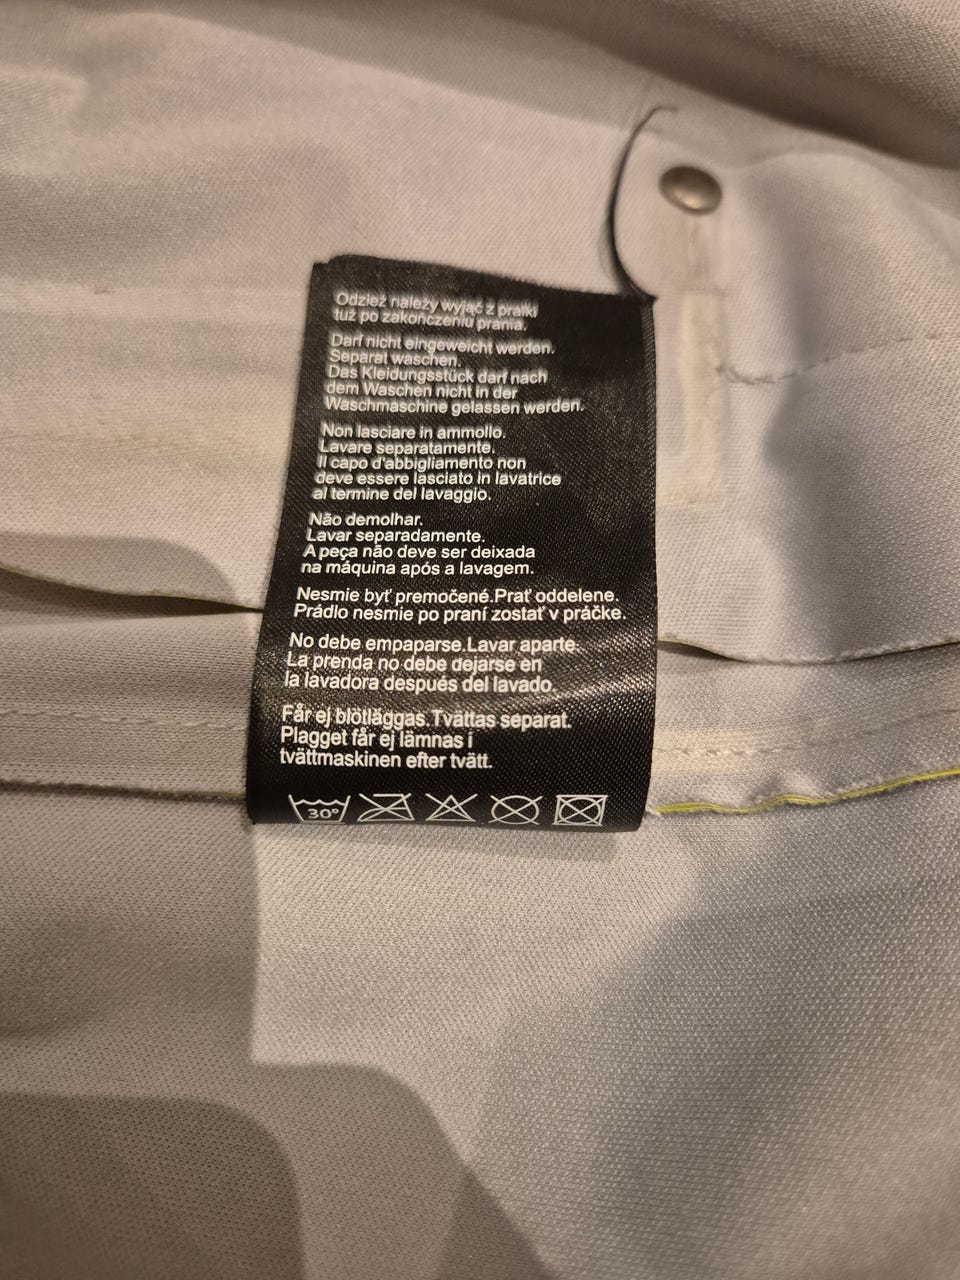 Odzież należy wyjąć z pralki
tuż po zakończeniu prania.
Darf nicht eingeweicht werden.
Separat waschen.
Das Kleidungsstück darf nach
dem Waschen nicht in der
Waschmaschine gelassen werden.
Non lasciare in ammollo.
Lavare separatamente.
Il capo d'abbigliamento non
deve essere lasciato in lavatrice
al termine del lavaggio.
Não demolhar.
Lavar separadamente.
A peça não deve ser deixada
na máquina após a lavagem.
Nesmie byť premočené.Prať oddelene.
Prádlo nesmie po praní zostať v práčke.
No debe empaparse.Lavar aparte.
La prenda no debe dejarse en
la lavadora después del lavado.
Får ej blötläggas.Tvättas separat.
Plagget får ej lämnas i
tvättmaskinen efter tvätt.
30°